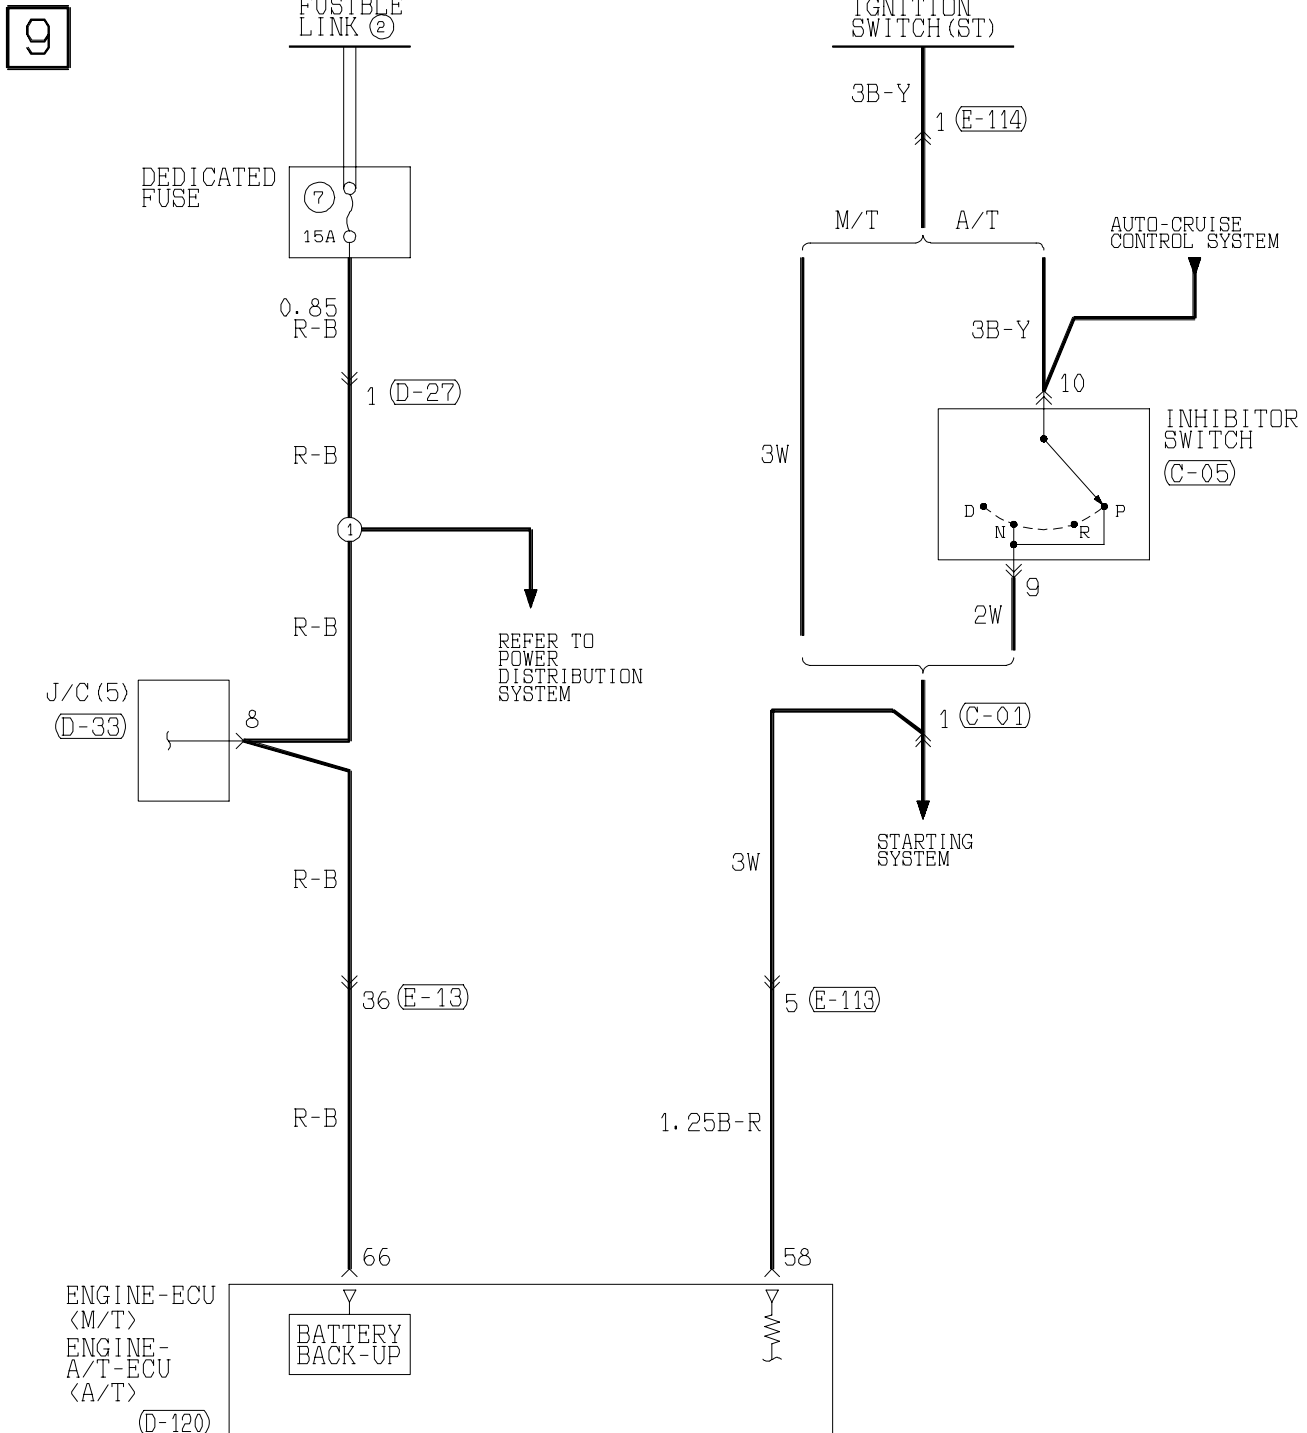 9
FUSIBLE
LINK ②
IGNITION
SWITCH(ST)
3B-Y
1 (E-114)
DEDICATED
FUSE
7
15A
M/T
A/T
AUTO-CRUISE
CONTROL SYSTEM
0.85
R-B
3B-Y
1 (D-27)
10
INHIBITOR
SWITCH
(C-05)
R-B
3W
D
N
R
P
1
9
2W
R-B
REFER TO
POWER
DISTRIBUTION
SYSTEM
J/C(5)
(D-33)
8
1 (C-01)
STARTING
SYSTEM
R-B
3W
36 (E-13)
5 (E-113)
R-B
1.25B-R
66
58
ENGINE-ECU
<M/T>
ENGINE-
A/T-ECU
<A/T>
(D-120)
BATTERY
BACK-UP